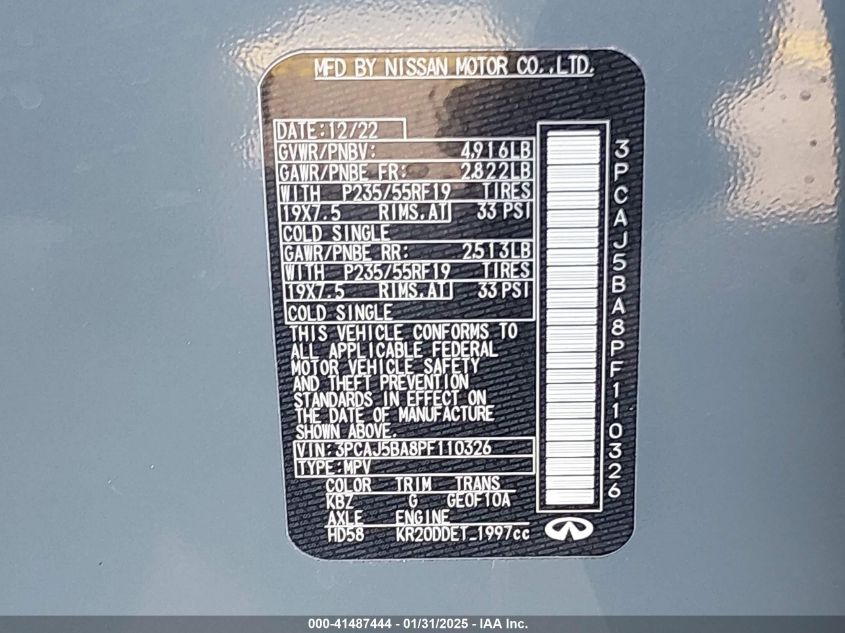 MFD BY NISSAN MOTOR CO.,LTD.
DATE:12/22
GVWR/PNBV: 4,916LB
GAWR/PNBE FR: 2,822LB
WITH P235/55RF19 TIRES
19X7.5 RIMS.AT 33 PSI
COLD SINGLE
GAWR/PNBE RR: 2513LB
WITH P235/55RF19 TIRES
19X7.5 RIMS.AT 33 PSI
COLD SINGLE
THIS VEHICLE CONFORMS TO
ALL APPLICABLE FEDERAL
MOTOR VEHICLE SAFETY
AND THEFT PREVENTION
STANDARDS IN EFFECT ON
THE DATE OF MANUFACTURE
SHOWN ABOVE.
VIN:3PCAJ5BA8PF110326
TYPE:MPV
COLOR TRIM TRANS
KBZ G GE0F10A
AXLE ENGINE
HD58 KR20DDET 1997cc
3PCAJ5BA8PF110326
000-41487444 - 01/31/2025 - IAA Inc.